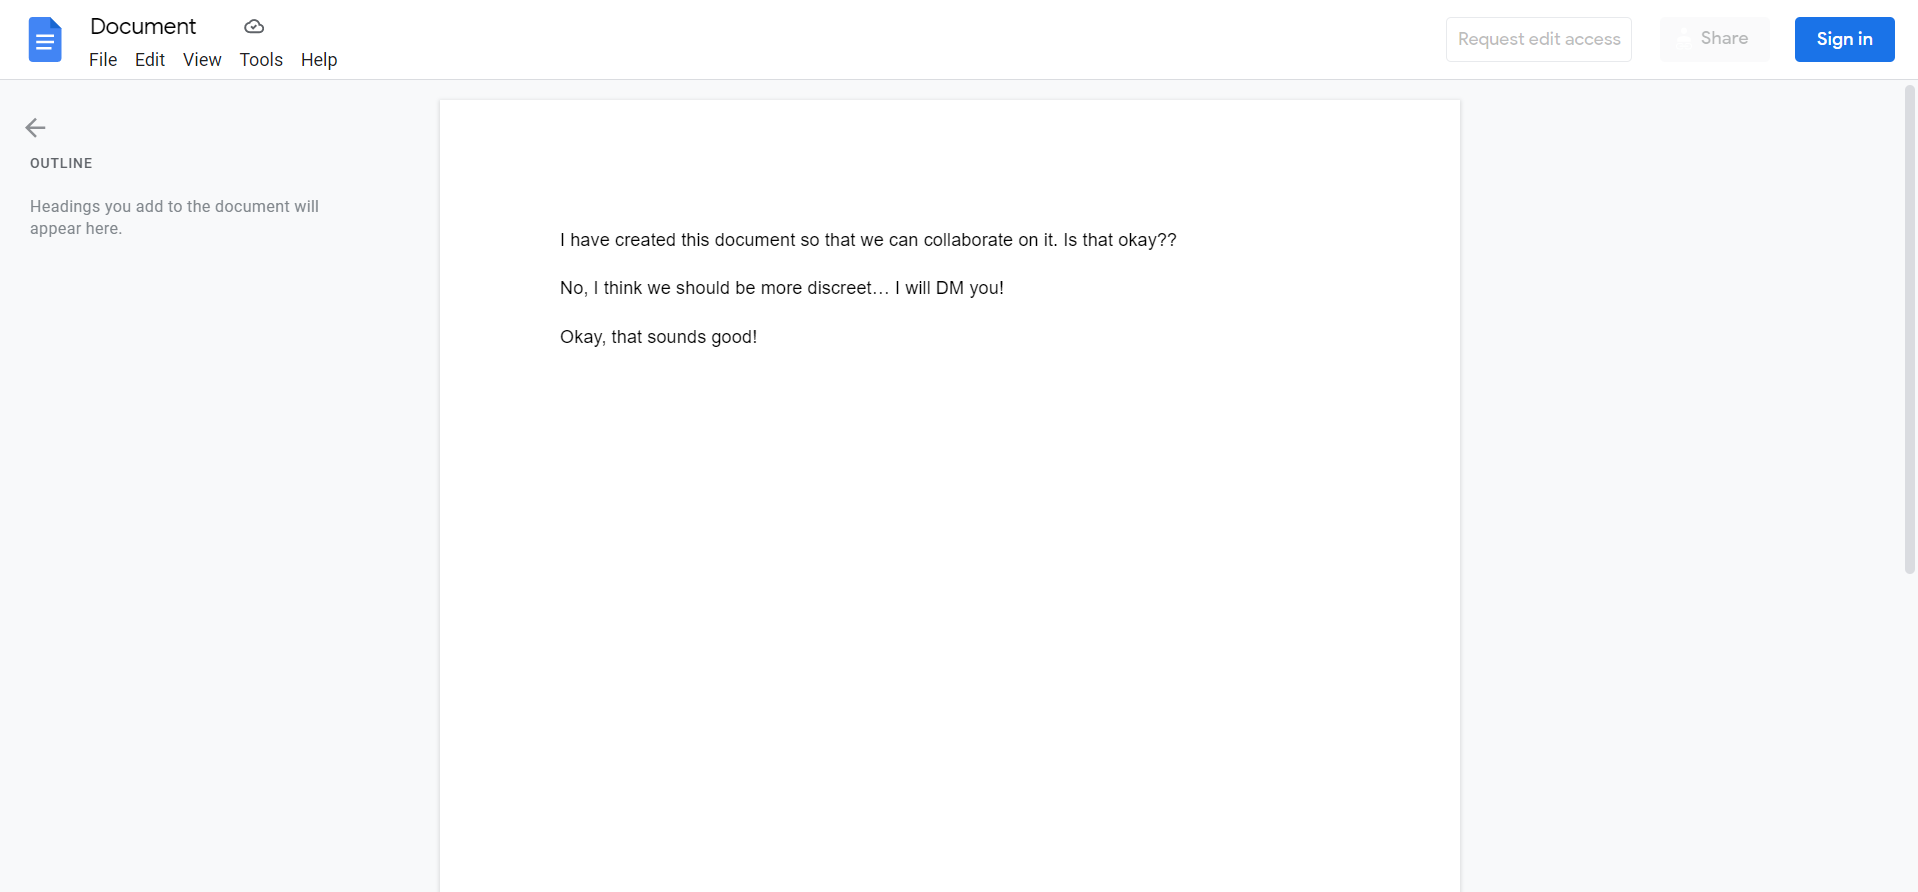 Document
File Edit View Tools Help
Request edit access
Share
Sign in
OUTLINE
Headings you add to the document will
appear here.
I have created this document so that we can collaborate on it. Is that okay??
No, I think we should be more discreet… I will DM you!
Okay, that sounds good!